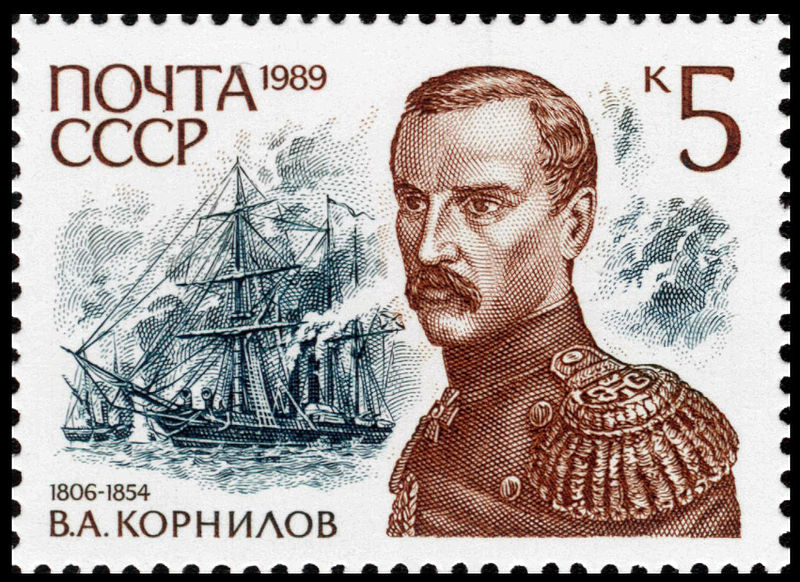 ПОЧТА 1989
СССР
К 5
1806-1854
В.А. КОРНИЛОВ